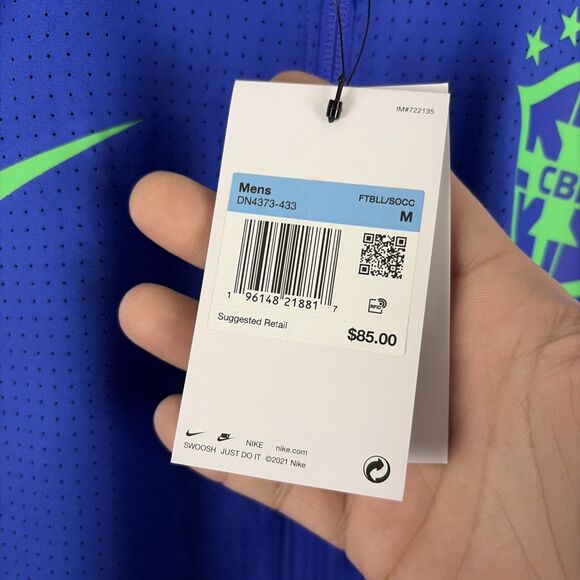 IM#722135
Mens FTBLL/SOCC
DN4373-433 M
1 96148 21881 7
RFID
Suggested Retail
$85.00
NIKE nike.com
SWOOSH JUST DO IT ©2021 Nike
CB